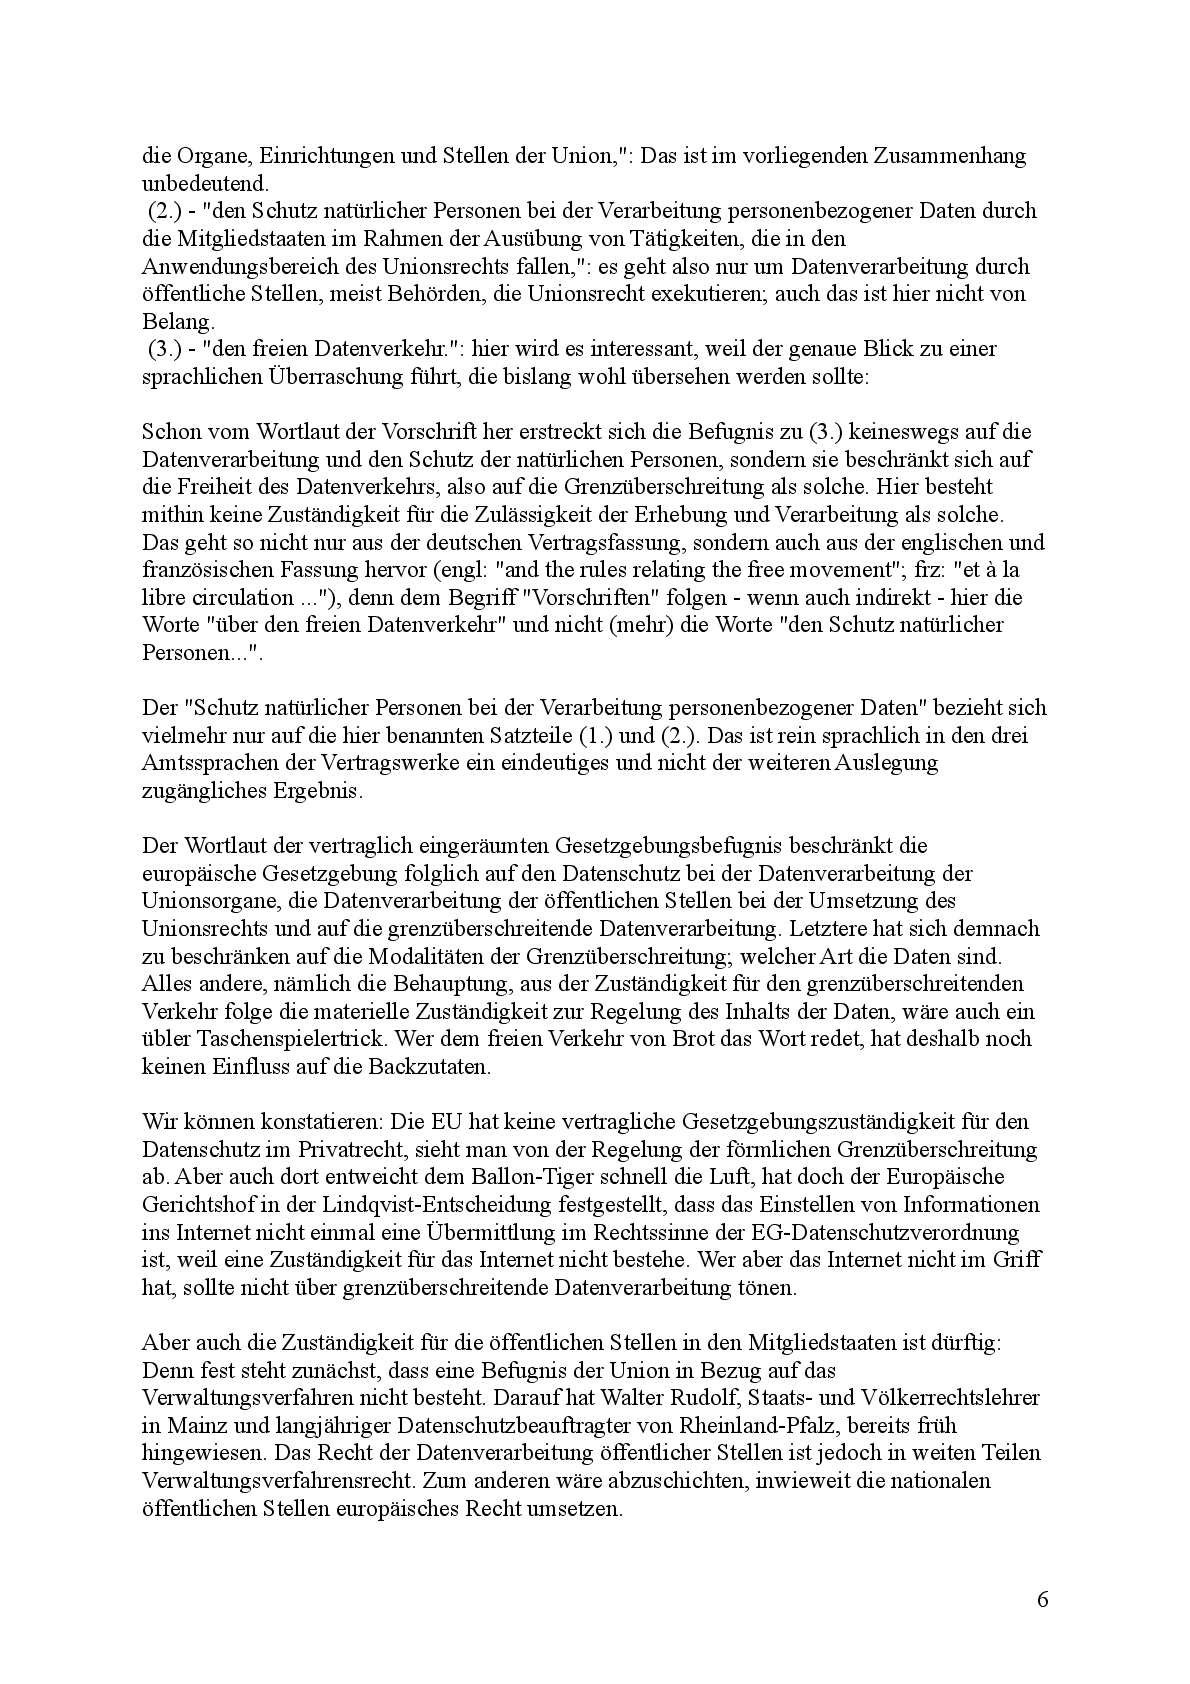 die Organe, Einrichtungen und Stellen der Union,": Das ist im vorliegenden Zusammenhang
unbedeutend.
(2.) - "den Schutz natürlicher Personen bei der Verarbeitung personenbezogener Daten durch
die Mitgliedstaaten im Rahmen der Ausübung von Tätigkeiten, die in den
Anwendungsbereich des Unionsrechts fallen,": es geht also nur um Datenverarbeitung durch
öffentliche Stellen, meist Behörden, die Unionsrecht exekutieren; auch das ist hier nicht von
Belang.
(3.) - "den freien Datenverkehr.": hier wird es interessant, weil der genaue Blick zu einer
sprachlichen Überraschung führt, die bislang wohl übersehen werden sollte:
Schon vom Wortlaut der Vorschrift her erstreckt sich die Befugnis zu (3.) keineswegs auf die
Datenverarbeitung und den Schutz der natürlichen Personen, sondern sie beschränkt sich auf
die Freiheit des Datenverkehrs, also auf die Grenzüberschreitung als solche. Hier besteht
mithin keine Zuständigkeit für die Zulässigkeit der Erhebung und Verarbeitung als solche.
Das geht so nicht nur aus der deutschen Vertragsfassung, sondern auch aus der englischen und
französischen Fassung hervor (engl: "and the rules relating the free movement"; frz: "et à la
libre circulation ..."), denn dem Begriff "Vorschriften" folgen - wenn auch indirekt - hier die
Worte "über den freien Datenverkehr" und nicht (mehr) die Worte "den Schutz natürlicher
Personen...".
Der "Schutz natürlicher Personen bei der Verarbeitung personenbezogener Daten" bezieht sich
vielmehr nur auf die hier benannten Satzteile (1.) und (2.). Das ist rein sprachlich in den drei
Amtssprachen der Vertragswerke ein eindeutiges und nicht der weiteren Auslegung
zugängliches Ergebnis.
Der Wortlaut der vertraglich eingeräumten Gesetzgebungsbefugnis beschränkt die
europäische Gesetzgebung folglich auf den Datenschutz bei der Datenverarbeitung der
Unionsorgane, die Datenverarbeitung der öffentlichen Stellen bei der Umsetzung des
Unionsrechts und auf die grenzüberschreitende Datenverarbeitung. Letztere hat sich demnach
zu beschränken auf die Modalitäten der Grenzüberschreitung; welcher Art die Daten sind.
Alles andere, nämlich die Behauptung, aus der Zuständigkeit für den grenzüberschreitenden
Verkehr folge die materielle Zuständigkeit zur Regelung des Inhalts der Daten, wäre auch ein
übler Taschenspielertrick. Wer dem freien Verkehr von Brot das Wort redet, hat deshalb noch
keinen Einfluss auf die Backzutaten.
Wir können konstatieren: Die EU hat keine vertragliche Gesetzgebungszuständigkeit für den
Datenschutz im Privatrecht, sieht man von der Regelung der förmlichen Grenzüberschreitung
ab. Aber auch dort entweicht dem Ballon-Tiger schnell die Luft, hat doch der Europäische
Gerichtshof in der Lindqvist-Entscheidung festgestellt, dass das Einstellen von Informationen
ins Internet nicht einmal eine Übermittlung im Rechtssinne der EG-Datenschutzverordnung
ist, weil eine Zuständigkeit für das Internet nicht bestehe. Wer aber das Internet nicht im Griff
hat, sollte nicht über grenzüberschreitende Datenverarbeitung tönen.
Aber auch die Zuständigkeit für die öffentlichen Stellen in den Mitgliedstaaten ist dürftig:
Denn fest steht zunächst, dass eine Befugnis der Union in Bezug auf das
Verwaltungsverfahren nicht besteht. Darauf hat Walter Rudolf, Staats- und Völkerrechtslehrer
in Mainz und langjähriger Datenschutzbeauftragter von Rheinland-Pfalz, bereits früh
hingewiesen. Das Recht der Datenverarbeitung öffentlicher Stellen ist jedoch in weiten Teilen
Verwaltungsverfahrensrecht. Zum anderen wäre abzuschichten, inwieweit die nationalen
öffentlichen Stellen europäisches Recht umsetzen.
6